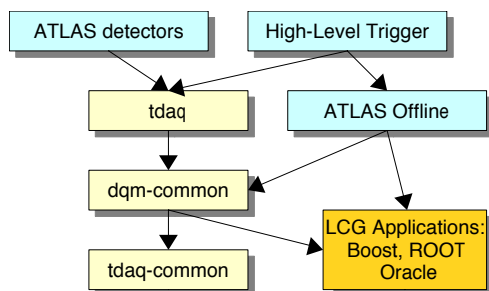 ATLAS detectors
High-Level Trigger
tdaq
ATLAS Offline
dqm-common
LCG Applications:
Boost, ROOT
Oracle
tdaq-common